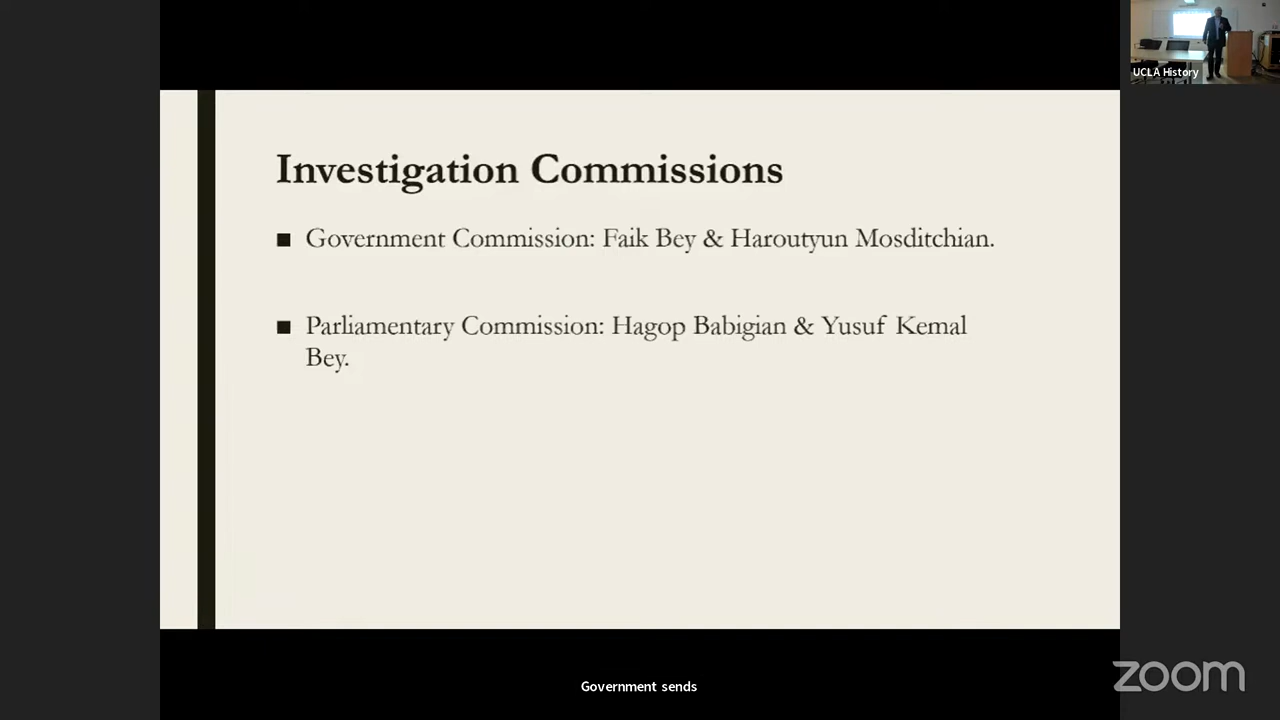 UCLA History
Investigation Commissions
■ Government Commission: Faik Bey & Haroutyun Mosditchian.
■ Parliamentary Commission: Hagop Babigian & Yusuf Kemal
Bey.
Government sends
zoom